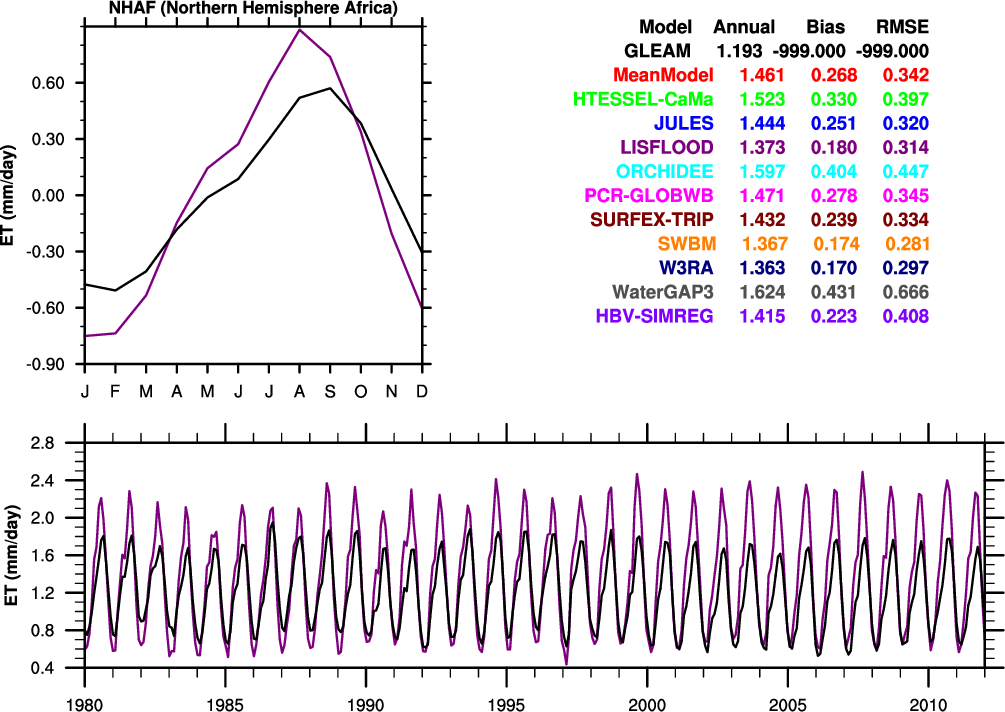 NHAF (Northern Hemisphere Africa)
ET (mm/day)
0.60
0.30
0.00
-0.30
-0.60
-0.90
J F M A M J J A S O N D
Model Annual Bias RMSE
GLEAM 1.193 -999.000 -999.000
MeanModel 1.461 0.268 0.342
HTESSEL-CaMa 1.523 0.330 0.397
JULES 1.444 0.251 0.320
LISFLOOD 1.373 0.180 0.314
ORCHIDEE 1.597 0.404 0.447
PCR-GLOBWB 1.471 0.278 0.345
SURFEX-TRIP 1.432 0.239 0.334
SWBM 1.367 0.174 0.281
W3RA 1.363 0.170 0.297
WaterGAP3 1.624 0.431 0.666
HBV-SIMREG 1.415 0.223 0.408
ET (mm/day)
2.8
2.4
2.0
1.6
1.2
0.8
0.4
1980 1985 1990 1995 2000 2005 2010